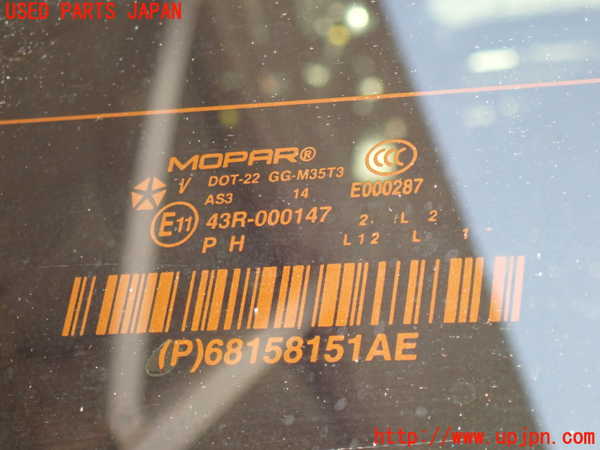 USED PARTS JAPAN
MOPAR®
CCC
V DOT-22 GG-M35T3
AS3 14 E000287
E11 43R-000147 2 L 2
P H L12 L 1
(P)68158151AE
http://www.upjpn.com/